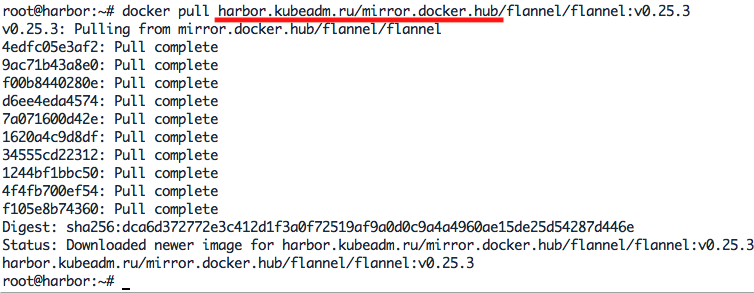 root@harbor:~# docker pull harbor.kubeadm.ru/mirror.docker.hub/flannel/flannel:v0.25.3
v0.25.3: Pulling from mirror.docker.hub/flannel/flannel
4edfc05e3af2: Pull complete
9ac71b43a8e0: Pull complete
f00b8440280e: Pull complete
d6ee4eda4574: Pull complete
7a071600d42e: Pull complete
1620a4c9d8df: Pull complete
34555cd22312: Pull complete
1244bf1bbc50: Pull complete
4f4fb700ef54: Pull complete
f105e8b74360: Pull complete
Digest: sha256:dca6d372772e3c412d1f3a0f72519af9a0d0c9a4a4960ae15de25d54287d446e
Status: Downloaded newer image for harbor.kubeadm.ru/mirror.docker.hub/flannel/flannel:v0.25.3
harbor.kubeadm.ru/mirror.docker.hub/flannel/flannel:v0.25.3
root@harbor:~# _